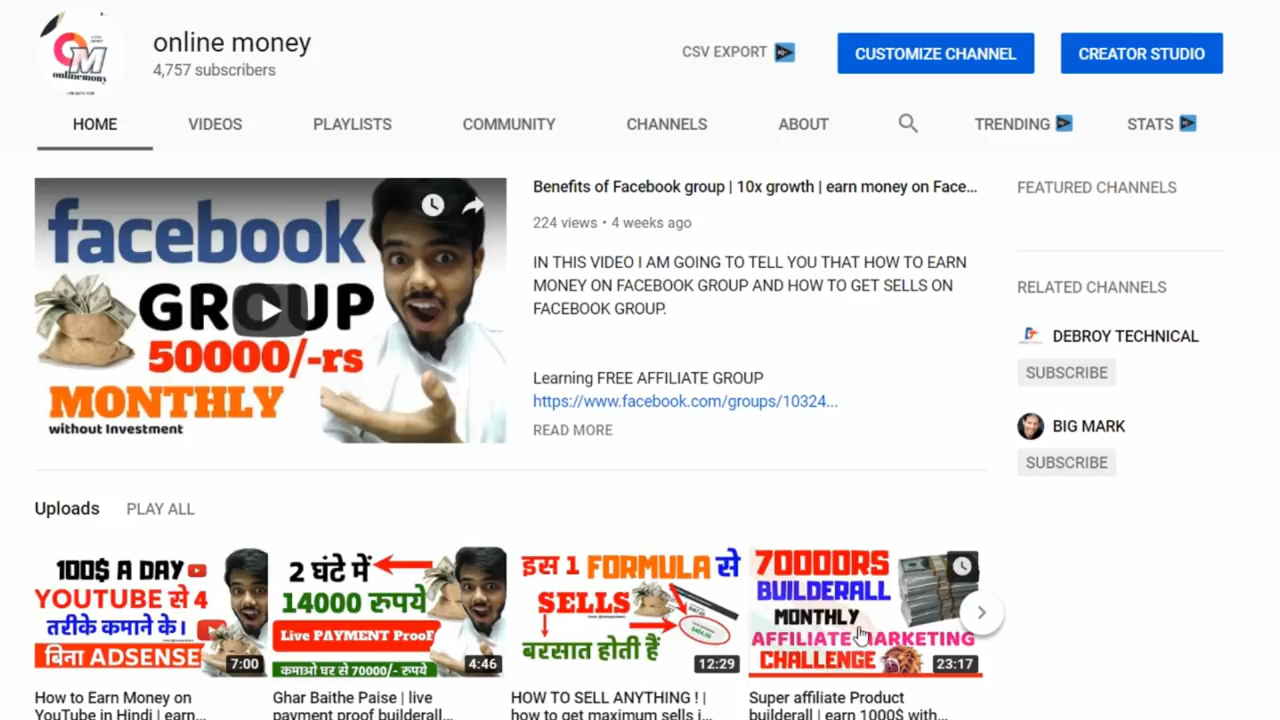 OM
onlinemony
online money
4,757 subscribers
CSV EXPORT
CUSTOMIZE CHANNEL
CREATOR STUDIO
HOME
VIDEOS
PLAYLISTS
COMMUNITY
CHANNELS
ABOUT
TRENDING
STATS
facebook
GROUP
50000/-rs
MONTHLY
without Investment
Benefits of Facebook group | 10x growth | earn money on Face...
224 views • 4 weeks ago
IN THIS VIDEO I AM GOING TO TELL YOU THAT HOW TO EARN
MONEY ON FACEBOOK GROUP AND HOW TO GET SELLS ON
FACEBOOK GROUP.
Learning FREE AFFILIATE GROUP
https://www.facebook.com/groups/10324...
READ MORE
FEATURED CHANNELS
RELATED CHANNELS
DEBROY TECHNICAL
SUBSCRIBE
BIG MARK
SUBSCRIBE
Uploads
PLAY ALL
100$ A DAY
YOUTUBE से 4
तरीके कमाने के।
बिना ADSENSE
7:00
How to Earn Money on
YouTube in Hindi | earn...
2 घंटे में
14000 रुपये
Live PAYMENT ProoF
कमाओ घर से 70000/- रुपये
4:46
Ghar Baithe Paise | live
payment proof builderall...
इस 1 FORMULA से
SELLS
बरसात होती हैं
12:29
HOW TO SELL ANYTHING ! |
how to get maximum sells i...
70000RS
BUILDERALL
MONTHLY
AFFILIATE MARKETING
CHALLENGE
23:17
Super affiliate Product
builderall | earn 1000$ with...